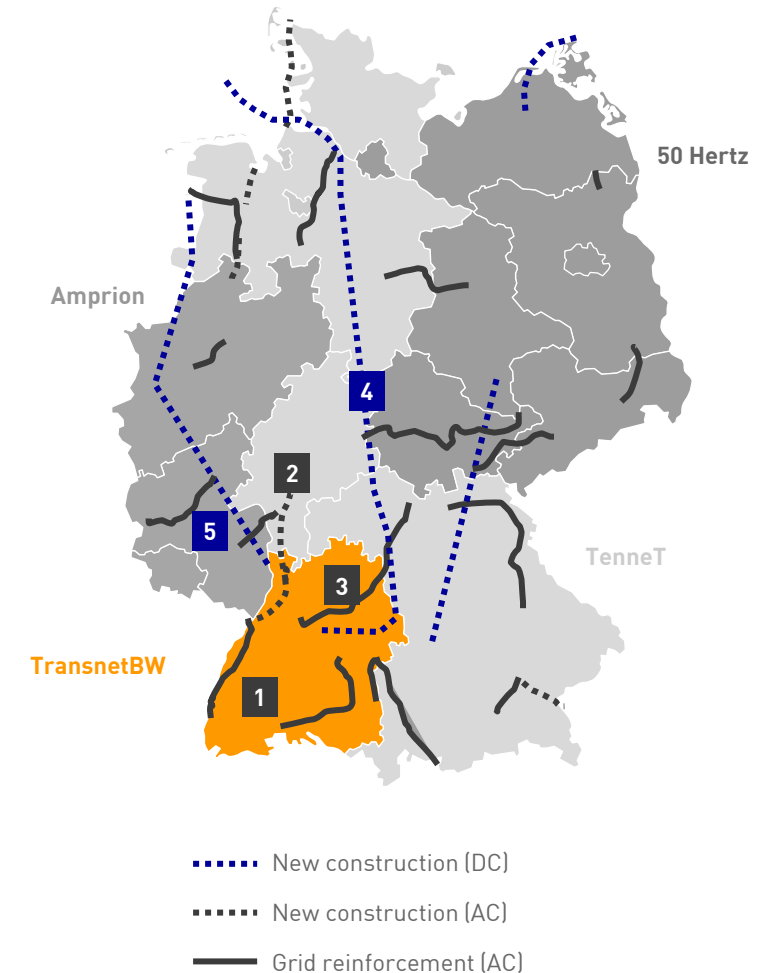 50 Hertz
Amprion
4
2
5
TenneT
3
TransnetBW
1
New construction (DC)
New construction (AC)
Grid reinforcement (AC)